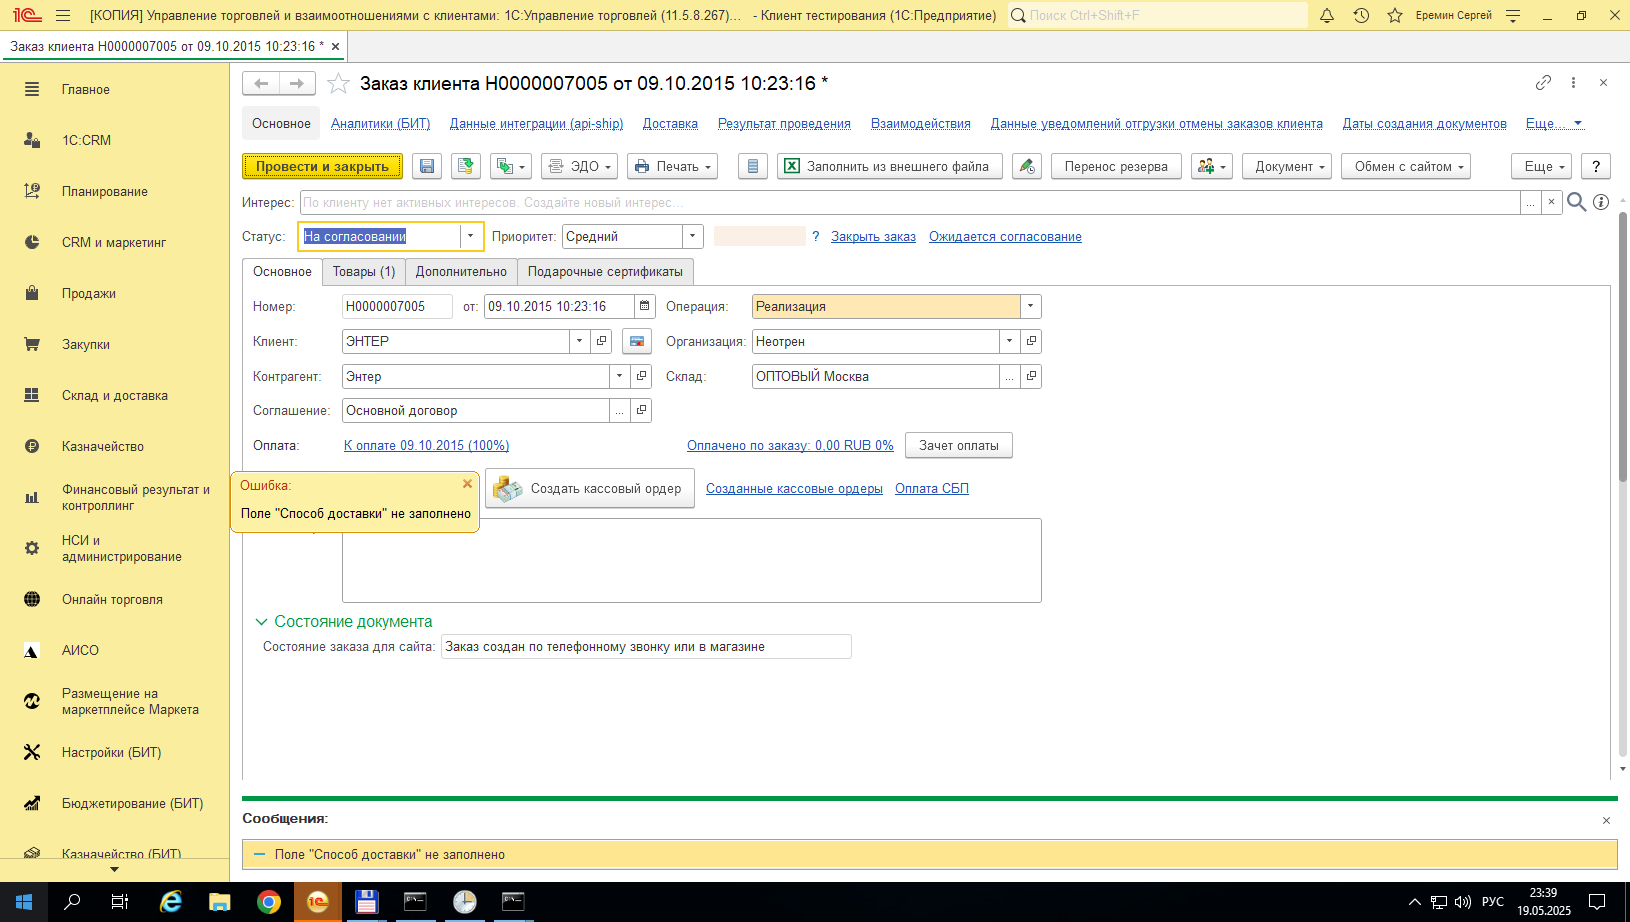 [КОПИЯ] Управление торговлей и взаимоотношениями с клиентами: 1С:Управление торговлей (11.5.8.267)... - Клиент тестирования (1С:Предприятие)
Поиск Ctrl+Shift+F
Еремин Сергей
Заказ клиента Н0000007005 от 09.10.2015 10:23:16 *
Главное
1С:CRM
Планирование
CRM и маркетинг
Продажи
Закупки
Склад и доставка
Казначейство
Финансовый результат и
контроллинг
НСИ и
администрирование
Онлайн торговля
АИСО
Размещение на
маркетплейсе Маркета
Настройки (БИТ)
Бюджетирование (БИТ)
Казначейство (БИТ)
Заказ клиента Н0000007005 от 09.10.2015 10:23:16 *
Основное Аналитики (БИТ) Данные интеграции (api-ship) Доставка Результат проведения Взаимодействия Данные уведомлений отгрузки отмены заказов клиента Даты создания документов Еще...
Провести и закрыть ЭДО Печать Заполнить из внешнего файла Перенос резерва Документ Обмен с сайтом Еще ?
Интерес: По клиенту нет активных интересов. Создайте новый интерес... ...
Статус: На согласовании Приоритет: Средний ? Закрыть заказ Ожидается согласование
Основное Товары (1) Дополнительно Подарочные сертификаты
Номер: Н0000007005 от: 09.10.2015 10:23:16 Операция: Реализация
Клиент: ЭНТЕР Организация: Неотрен
Контрагент: Энтер Склад: ОПТОВЫЙ Москва ...
Соглашение: Основной договор ...
Оплата: К оплате 09.10.2015 (100%) Оплачено по заказу: 0,00 RUB 0% Зачет оплаты
Ошибка:
Поле "Способ доставки" не заполнено
Создать кассовый ордер Созданные кассовые ордеры Оплата СБП
Состояние документа
Состояние заказа для сайта: Заказ создан по телефонному звонку или в магазине
Сообщения:
Поле "Способ доставки" не заполнено
РУС
23:39
19.05.2025